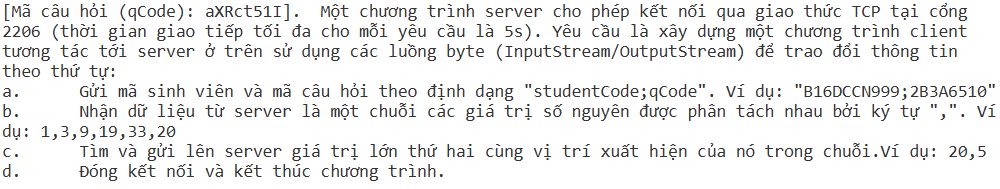 [Mã câu hỏi (qCode): aXRct51I].  Một chương trình server cho phép kết nối qua giao thức TCP tại cổng
2206 (thời gian giao tiếp tối đa cho mỗi yêu cầu là 5s). Yêu cầu là xây dựng một chương trình client
tương tác tới server ở trên sử dụng các luồng byte (InputStream/OutputStream) để trao đổi thông tin
theo thứ tự:
a.	Gửi mã sinh viên và mã câu hỏi theo định dạng "studentCode;qCode". Ví dụ: "B16DCCN999;2B3A6510"
b.	Nhận dữ liệu từ server là một chuỗi các giá trị số nguyên được phân tách nhau bởi ký tự ",". Ví
dụ: 1,3,9,19,33,20
c.	Tìm và gửi lên server giá trị lớn thứ hai cùng vị trí xuất hiện của nó trong chuỗi.Ví dụ: 20,5
d.	Đóng kết nối và kết thúc chương trình.